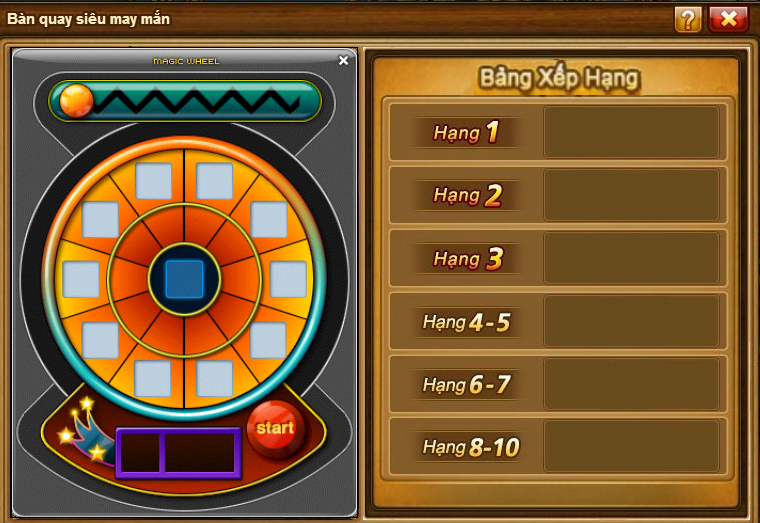 Bàn quay siêu may mắn
?
MAGIC WHEEL
start
Bảng Xếp Hạng
Hạng 1
Hạng 2
Hạng 3
Hạng 4-5
Hạng 6-7
Hạng 8-10